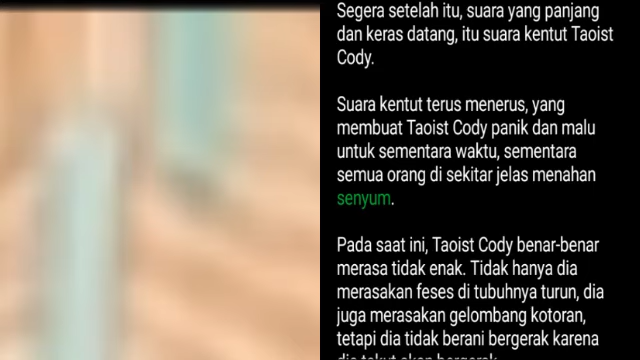 Segera setelah itu, suara yang panjang
dan keras datang, itu suara kentut Taoist
Cody.
Suara kentut terus menerus, yang
membuat Taoist Cody panik dan malu
untuk sementara waktu, sementara
semua orang di sekitar jelas menahan
senyum.
Pada saat ini, Taoist Cody benar-benar
merasa tidak enak. Tidak hanya dia
merasakan feses di tubuhnya turun, dia
juga merasakan gelombang kotoran,
tetapi dia tidak berani bergerak karena